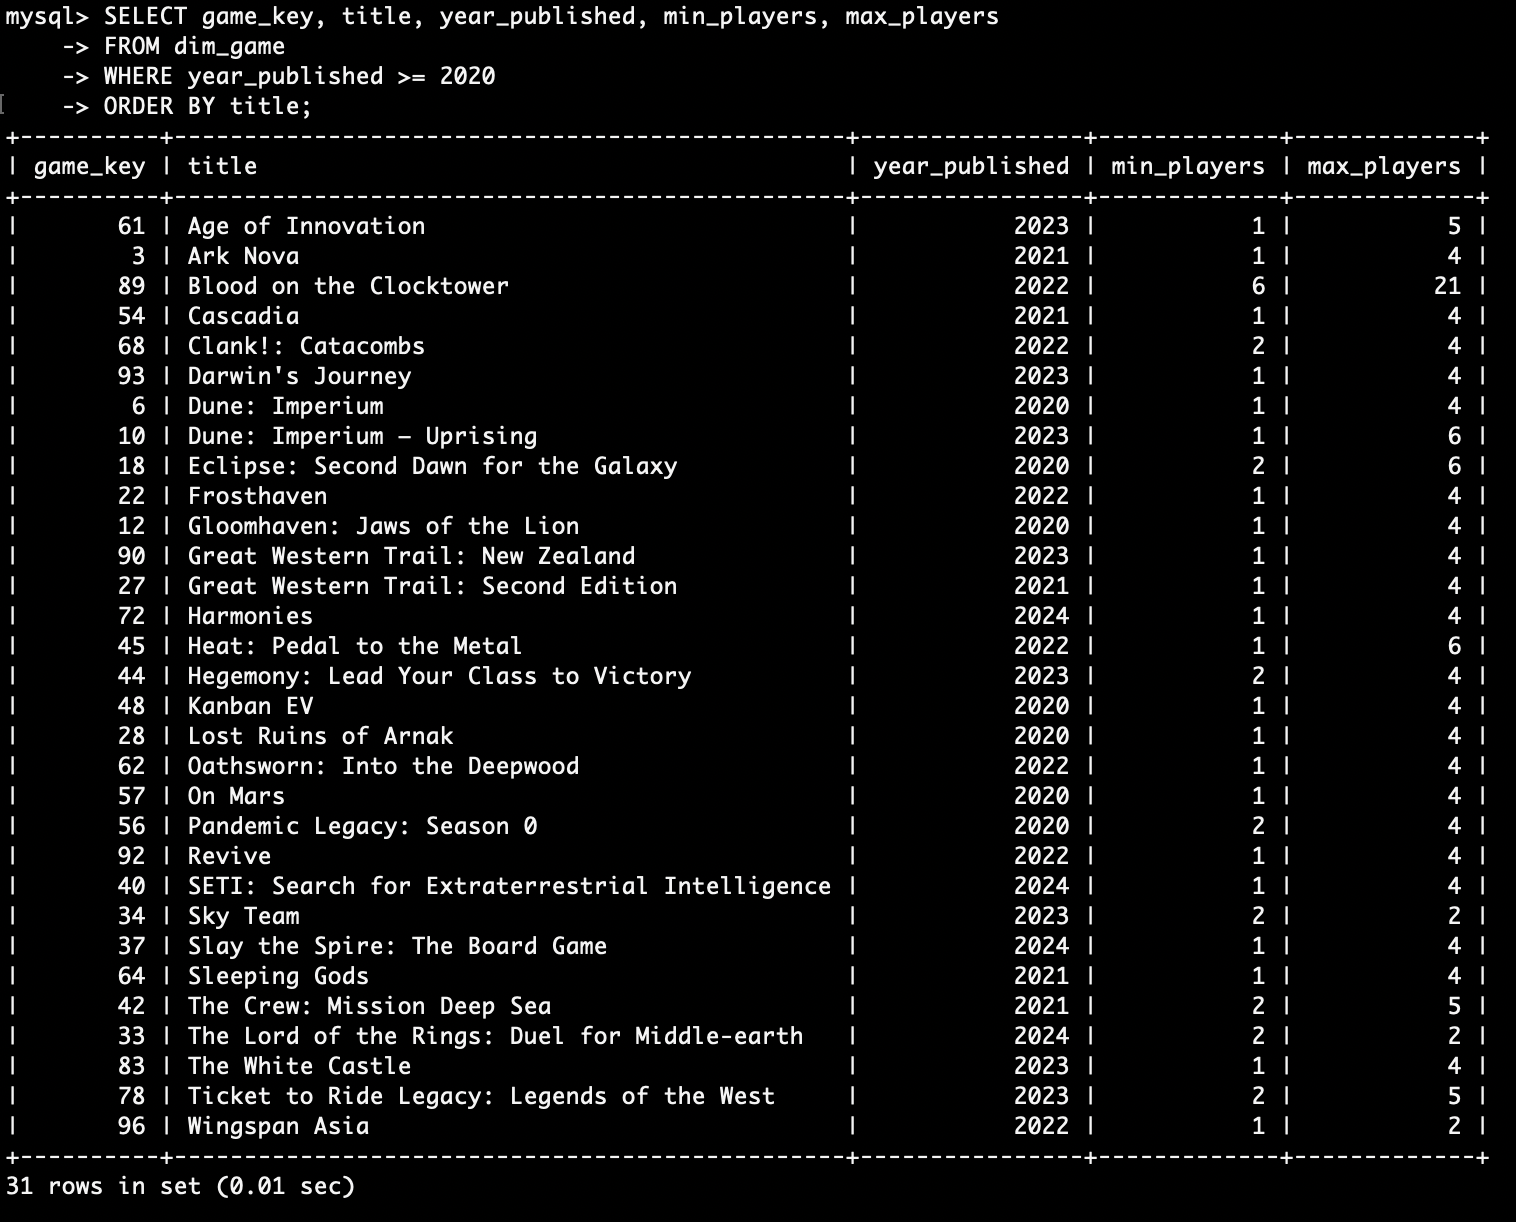 mysql> SELECT game_key, title, year_published, min_players, max_players
    -> FROM dim_game
    -> WHERE year_published >= 2020
    -> ORDER BY title;
+----------+------------------------------------------------+----------------+-------------+-------------+
| game_key | title                                          | year_published | min_players | max_players |
+----------+------------------------------------------------+----------------+-------------+-------------+
|       61 | Age of Innovation                              |           2023 |           1 |           5 |
|        3 | Ark Nova                                       |           2021 |           1 |           4 |
|       89 | Blood on the Clocktower                        |           2022 |           6 |          21 |
|       54 | Cascadia                                       |           2021 |           1 |           4 |
|       68 | Clank!: Catacombs                              |           2022 |           2 |           4 |
|       93 | Darwin's Journey                               |           2023 |           1 |           4 |
|        6 | Dune: Imperium                                 |           2020 |           1 |           4 |
|       10 | Dune: Imperium – Uprising                      |           2023 |           1 |           6 |
|       18 | Eclipse: Second Dawn for the Galaxy            |           2020 |           2 |           6 |
|       22 | Frosthaven                                     |           2022 |           1 |           4 |
|       12 | Gloomhaven: Jaws of the Lion                   |           2020 |           1 |           4 |
|       90 | Great Western Trail: New Zealand               |           2023 |           1 |           4 |
|       27 | Great Western Trail: Second Edition            |           2021 |           1 |           4 |
|       72 | Harmonies                                      |           2024 |           1 |           4 |
|       45 | Heat: Pedal to the Metal                       |           2022 |           1 |           6 |
|       44 | Hegemony: Lead Your Class to Victory           |           2023 |           2 |           4 |
|       48 | Kanban EV                                      |           2020 |           1 |           4 |
|       28 | Lost Ruins of Arnak                            |           2020 |           1 |           4 |
|       62 | Oathsworn: Into the Deepwood                   |           2022 |           1 |           4 |
|       57 | On Mars                                        |           2020 |           1 |           4 |
|       56 | Pandemic Legacy: Season 0                      |           2020 |           2 |           4 |
|       92 | Revive                                         |           2022 |           1 |           4 |
|       40 | SETI: Search for Extraterrestrial Intelligence |           2024 |           1 |           4 |
|       34 | Sky Team                                       |           2023 |           2 |           2 |
|       37 | Slay the Spire: The Board Game                 |           2024 |           1 |           4 |
|       64 | Sleeping Gods                                  |           2021 |           1 |           4 |
|       42 | The Crew: Mission Deep Sea                     |           2021 |           2 |           5 |
|       33 | The Lord of the Rings: Duel for Middle-earth   |           2024 |           2 |           2 |
|       83 | The White Castle                               |           2023 |           1 |           4 |
|       78 | Ticket to Ride Legacy: Legends of the West     |           2023 |           2 |           5 |
|       96 | Wingspan Asia                                  |           2022 |           1 |           2 |
+----------+------------------------------------------------+----------------+-------------+-------------+
31 rows in set (0.01 sec)